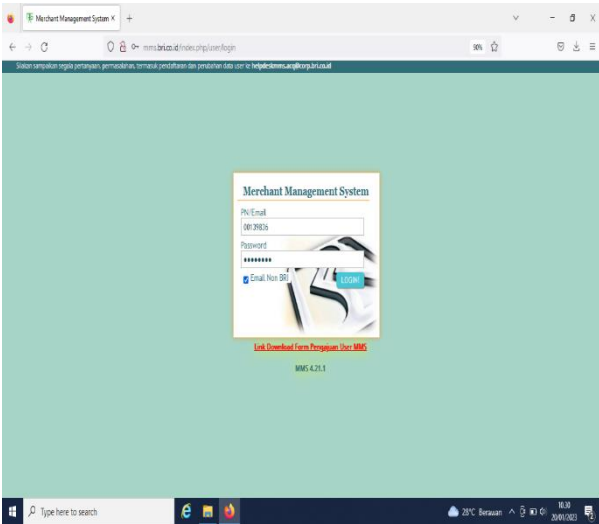 Merchant Management System
mms.bri.co.id/index.php/user/login
90%
Silakan sampaikan segala pertanyaan, permasalahan, termasuk pendaftaran dan perubahan data user ke helpdeskmms.acq@corp.bri.co.id
Merchant Management System
PN/Email
00139836
Password
Email Non BRI
LOGIN!
Link Download Form Pengajuan User MMS
MMS 4.21.1
Type here to search
28°C Berawan
10.30
20/01/2023